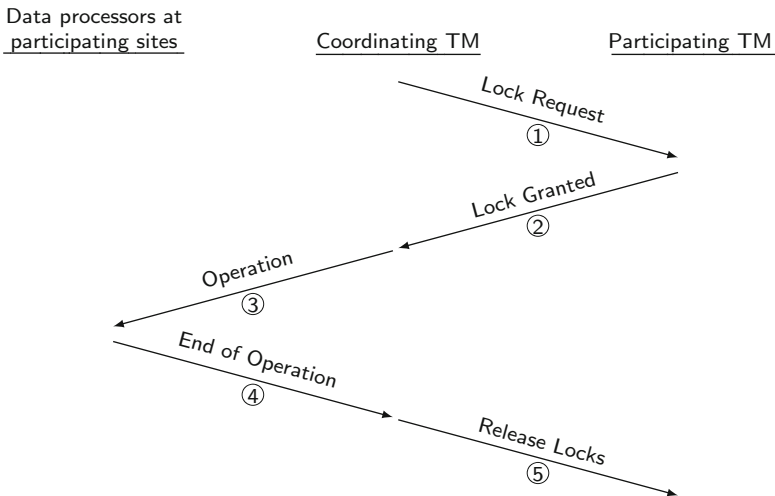 Data processors at
participating sites
Coordinating TM
Participating TM
Lock Request
①
Lock Granted
②
Operation
③
End of Operation
④
Release Locks
⑤